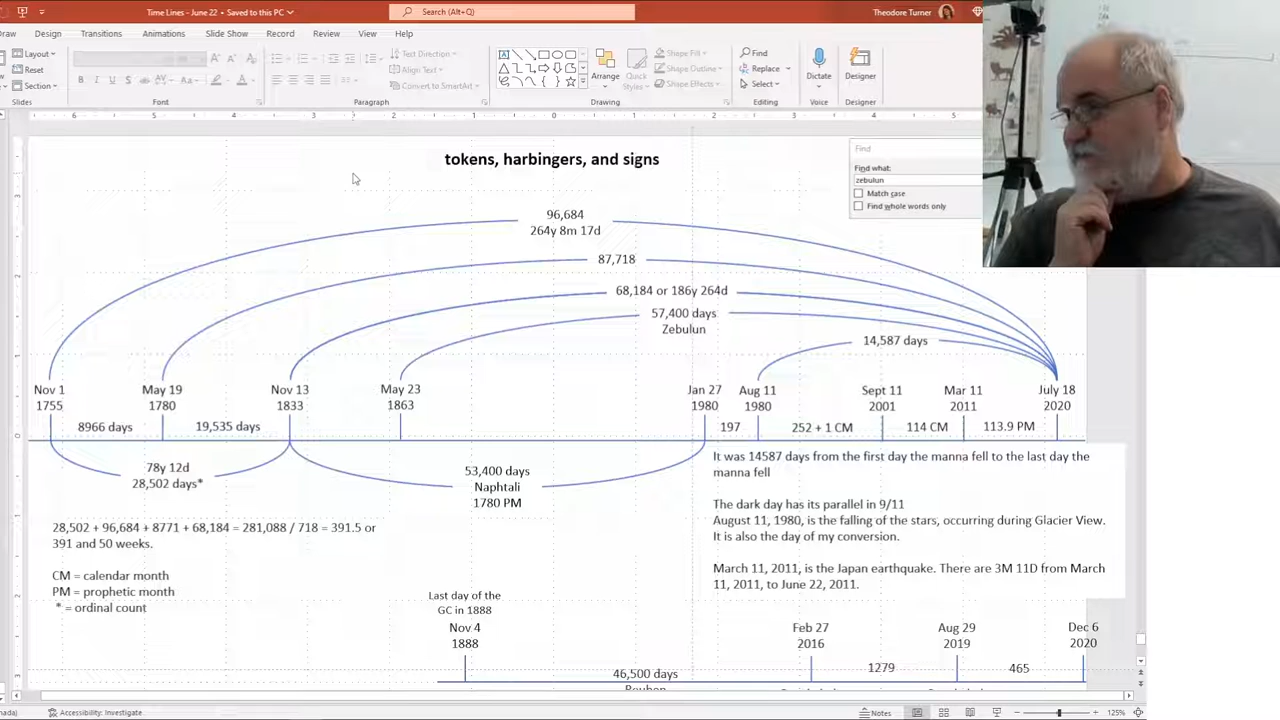 Time Lines - June 22 • Saved to this PC
Search (Alt+Q)
Theodore Turner
Draw Design Transitions Animations Slide Show Record Review View Help
Layout
Reset
Section
Text Direction
Align Text
Convert to SmartArt
Arrange
Quick Styles
Shape Fill
Shape Outline
Shape Effects
Find
Replace
Select
Dictate
Designer
Slides Font Paragraph Drawing Editing Voice Designer
tokens, harbingers, and signs
Find
Find what:
zebulun
Match case
Find whole words only
96,684
264y 8m 17d
87,718
68,184 or 186y 264d
57,400 days
Zebulun
14,587 days
Nov 1 May 19 Nov 13 May 23 Jan 27 Aug 11 Sept 11 Mar 11 July 18
1755 1780 1833 1863 1980 1980 2001 2011 2020
8966 days 19,535 days 197 252 + 1 CM 114 CM 113.9 PM
78y 12d
28,502 days*
53,400 days
Naphtali
1780 PM
It was 14587 days from the first day the manna fell to the last day the
manna fell
The dark day has its parallel in 9/11
August 11, 1980, is the falling of the stars, occurring during Glacier View.
It is also the day of my conversion.
March 11, 2011, is the Japan earthquake. There are 3M 11D from March
11, 2011, to June 22, 2011.
28,502 + 96,684 + 8771 + 68,184 = 281,088 / 718 = 391.5 or
391 and 50 weeks.
CM = calendar month
PM = prophetic month
* = ordinal count
Last day of the
GC in 1888
Nov 4 Feb 27 Aug 29 Dec 6
1888 2016 2019 2020
46,500 days 1279 465
Reuben
Accessibility: Investigate
Notes
125%